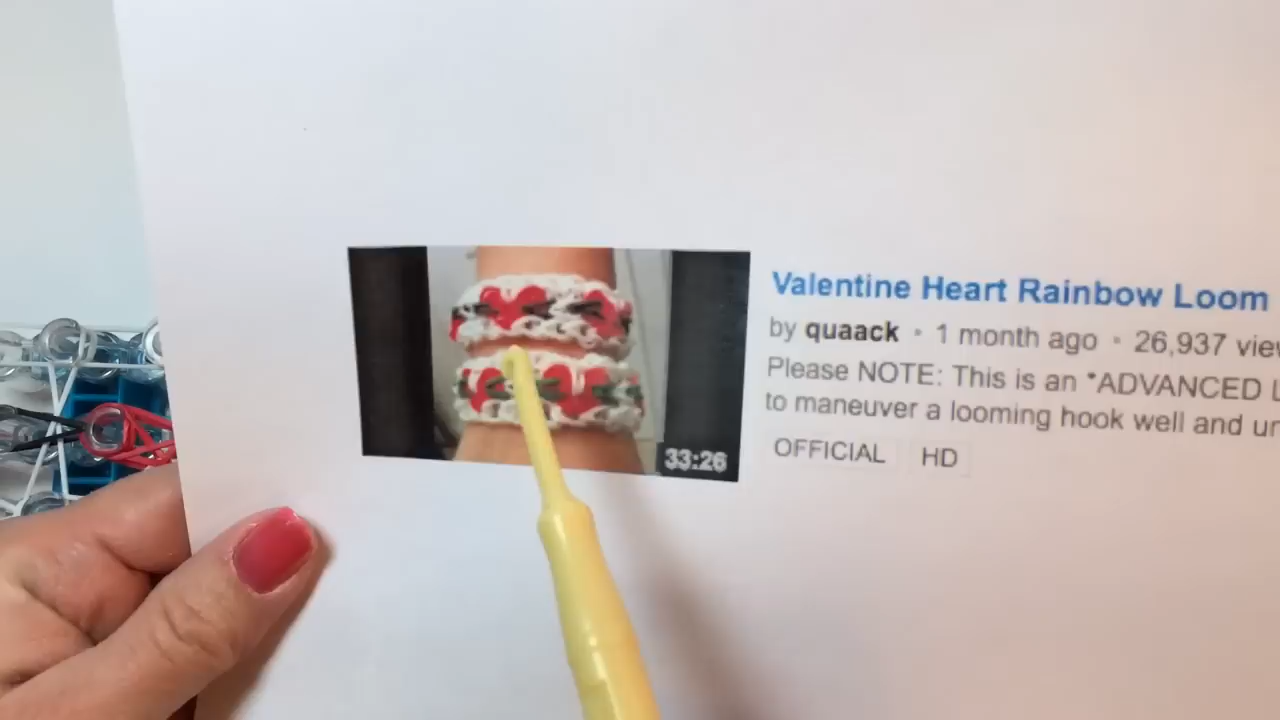 33:26
Valentine Heart Rainbow Loom
by quaack • 1 month ago • 26,937
Please NOTE: This is an *ADVANCED
to maneuver a looming hook well and
OFFICIAL HD